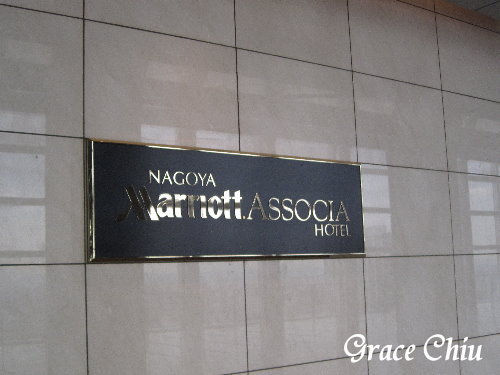 NAGOYA
Marriott. ASSOCIA
HOTEL
Grace Chiu